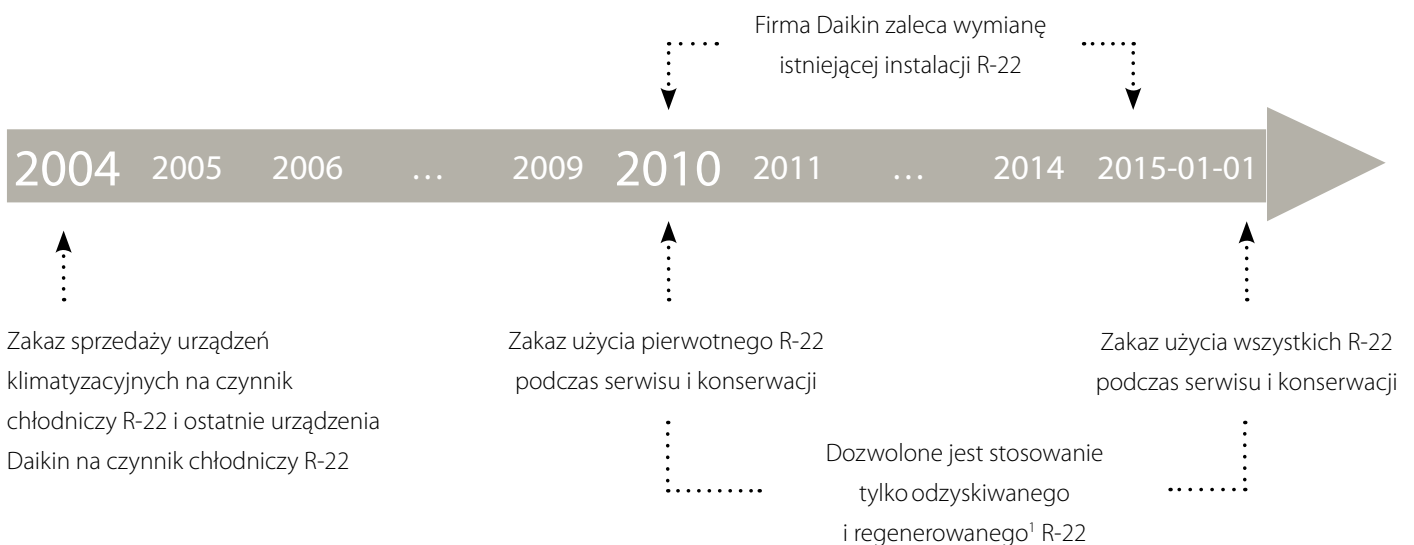 Firma Daikin zaleca wymianę
istniejącej instalacji R-22
2004 2005 2006 ... 2009 2010 2011 ... 2014 2015-01-01
Zakaz sprzedaży urządzeń
klimatyzacyjnych na czynnik
chłodniczy R-22 i ostatnie urządzenia
Daikin na czynnik chłodniczy R-22
Zakaz użycia pierwotnego R-22
podczas serwisu i konserwacji
Zakaz użycia wszystkich R-22
podczas serwisu i konserwacji
Dozwolone jest stosowanie
tylko odzyskiwanego
i regenerowanego¹ R-22